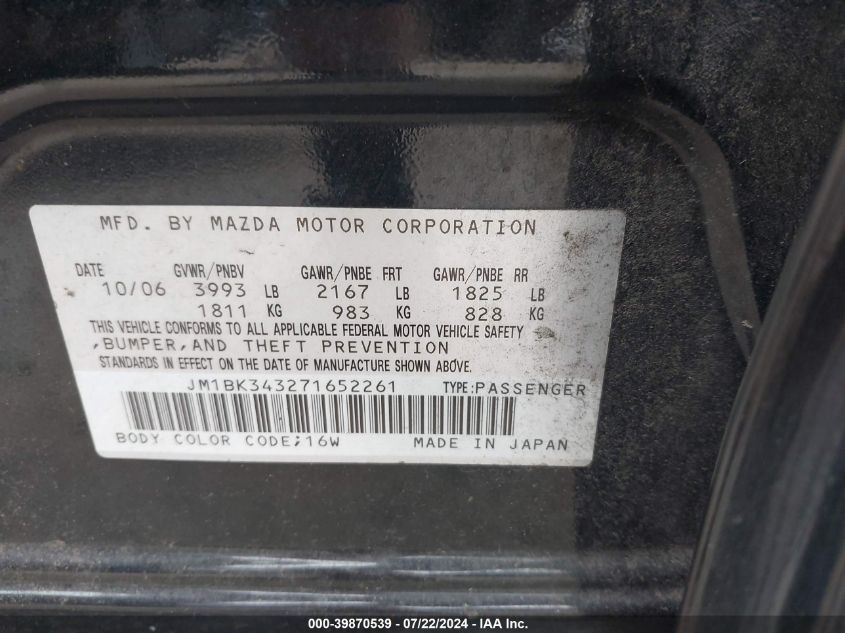 MFD. BY MAZDA MOTOR CORPORATION
DATE GVWR/PNBV GAWR/PNBE FRT GAWR/PNBE RR
10/06 3993 LB 2167 LB 1825 LB
1811 KG 983 KG 828 KG
THIS VEHICLE CONFORMS TO ALL APPLICABLE FEDERAL MOTOR VEHICLE SAFETY
,BUMPER,AND THEFT PREVENTION
STANDARDS IN EFFECT ON THE DATE OF MANUFACTURE SHOWN ABOVE.
JM1BK343271652261 TYPE:PASSENGER
BODY COLOR CODE;16W MADE IN JAPAN
000-39870539 - 07/22/2024 - IAA, Inc.